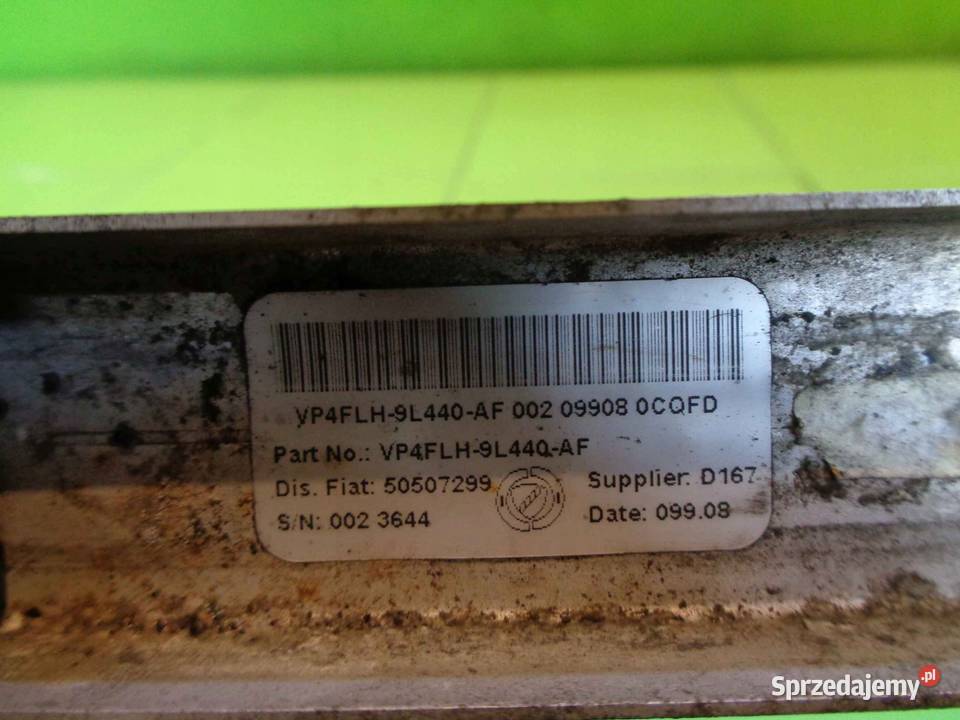 VP4FLH-9L440-AF 002 09908 0CQFD
Part No.: VP4FLH-9L440-AF
Dis. Fiat: 50507299
Supplier: D167
S/N: 002 3644
Date: 099.08
Sprzedajemy.pl